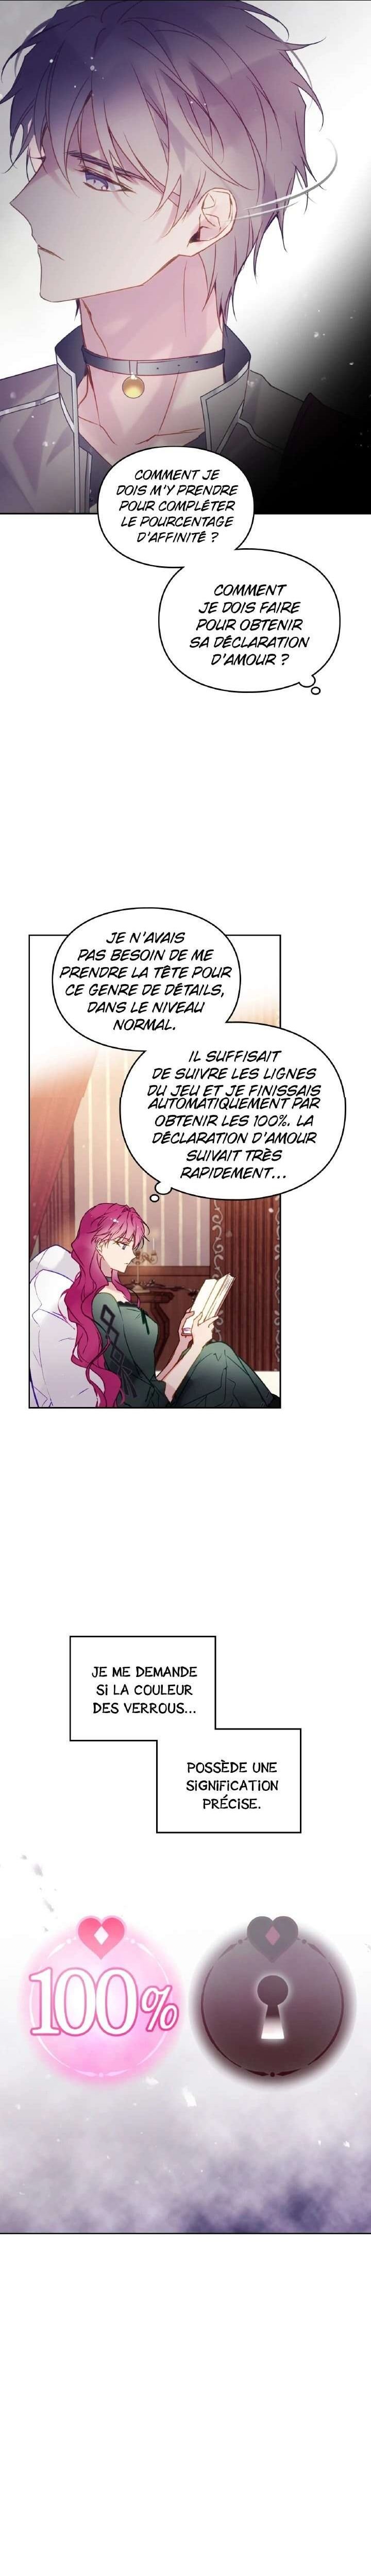 COMMENT JE
DOIS M'Y PRENDRE
POUR COMPLÉTER
LE POURCENTAGE
D'AFFINITÉ ?
COMMENT
JE DOIS FAIRE
POUR OBTENIR
SA DÉCLARATION
D'AMOUR ?
JE N'AVAIS
PAS BESOIN DE ME
PRENDRE LA TÊTE POUR
CE GENRE DE DÉTAILS,
DANS LE NIVEAU
NORMAL.
IL SUFFISAIT
DE SUIVRE LES LIGNES
DU JEU ET JE FINISSAIS
AUTOMATIQUEMENT PAR
OBTENIR LES 100%. LA
DÉCLARATION D'AMOUR
SUIVAIT TRÈS
RAPIDEMENT...
JE ME DEMANDE
SI LA COULEUR
DES VERROUS...
POSSÈDE UNE
SIGNIFICATION
PRÉCISE.
100%